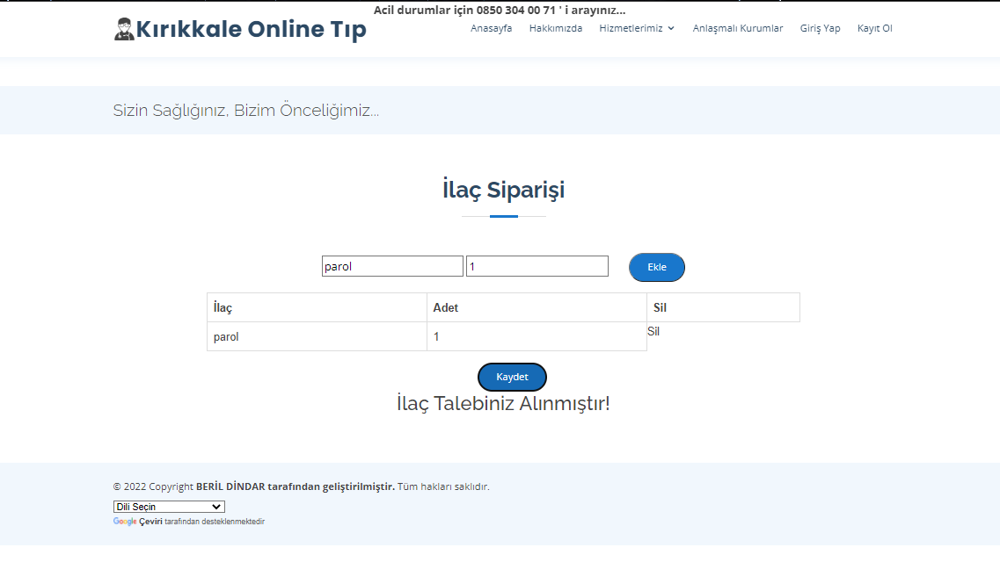 Acil durumlar için 0850 304 00 71 ' i arayınız...
Kırıkkale Online Tıp
Anasayfa Hakkımızda Hizmetlerimiz Anlaşmalı Kurumlar Giriş Yap Kayıt Ol
Sizin Sağlığınız, Bizim Önceliğimiz...
İlaç Siparişi
parol 1 Ekle
İlaç Adet Sil
parol 1 Sil
Kaydet
İlaç Talebiniz Alınmıştır!
© 2022 Copyright BERİL DİNDAR tarafından geliştirilmiştir. Tüm hakları saklıdır.
Dili Seçin
Google Çeviri tarafından desteklenmektedir